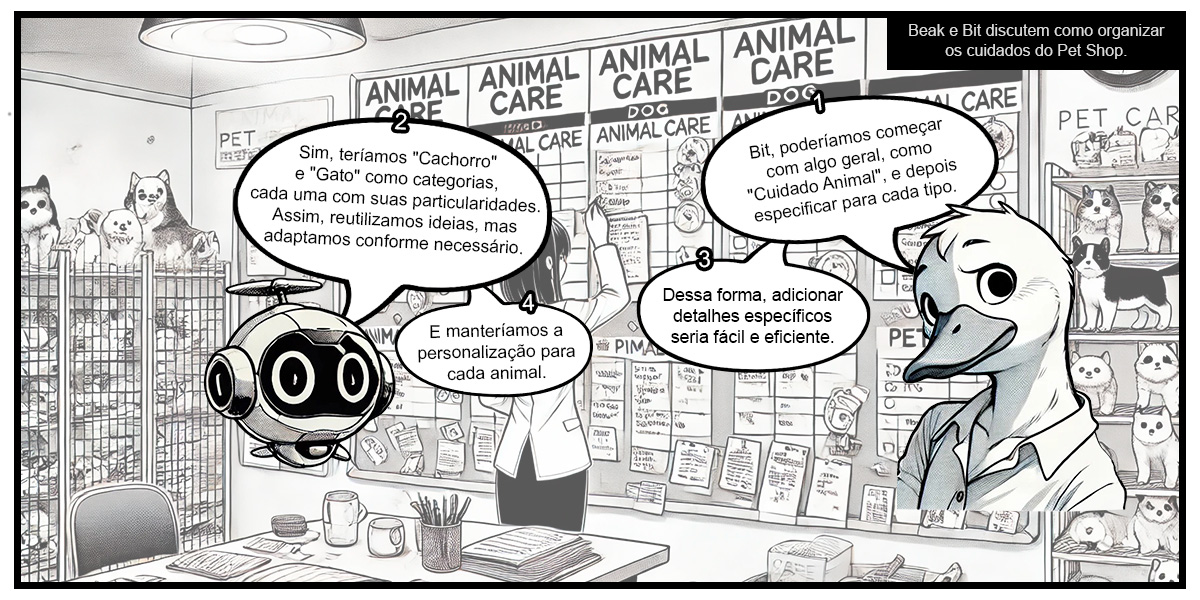 Beak e Bit discutem como organizar
os cuidados do Pet Shop.
ANIMAL
CARE
ANIMAL
CARE
ANIMAL
CARE
DOG
ANIMAL CARE
ANIMAL
CARE
DOG
CARE
PET
PET CAR
1
Bit, poderíamos começar
com algo geral, como
"Cuidado Animal", e depois
especificar para cada tipo.
2
Sim, teríamos "Cachorro"
e "Gato" como categorias,
cada uma com suas particularidades.
Assim, reutilizamos ideias, mas
adaptamos conforme necessário.
3
Dessa forma, adicionar
detalhes específicos
seria fácil e eficiente.
4
E manteríamos a
personalização para
cada animal.
PIMAL
PET